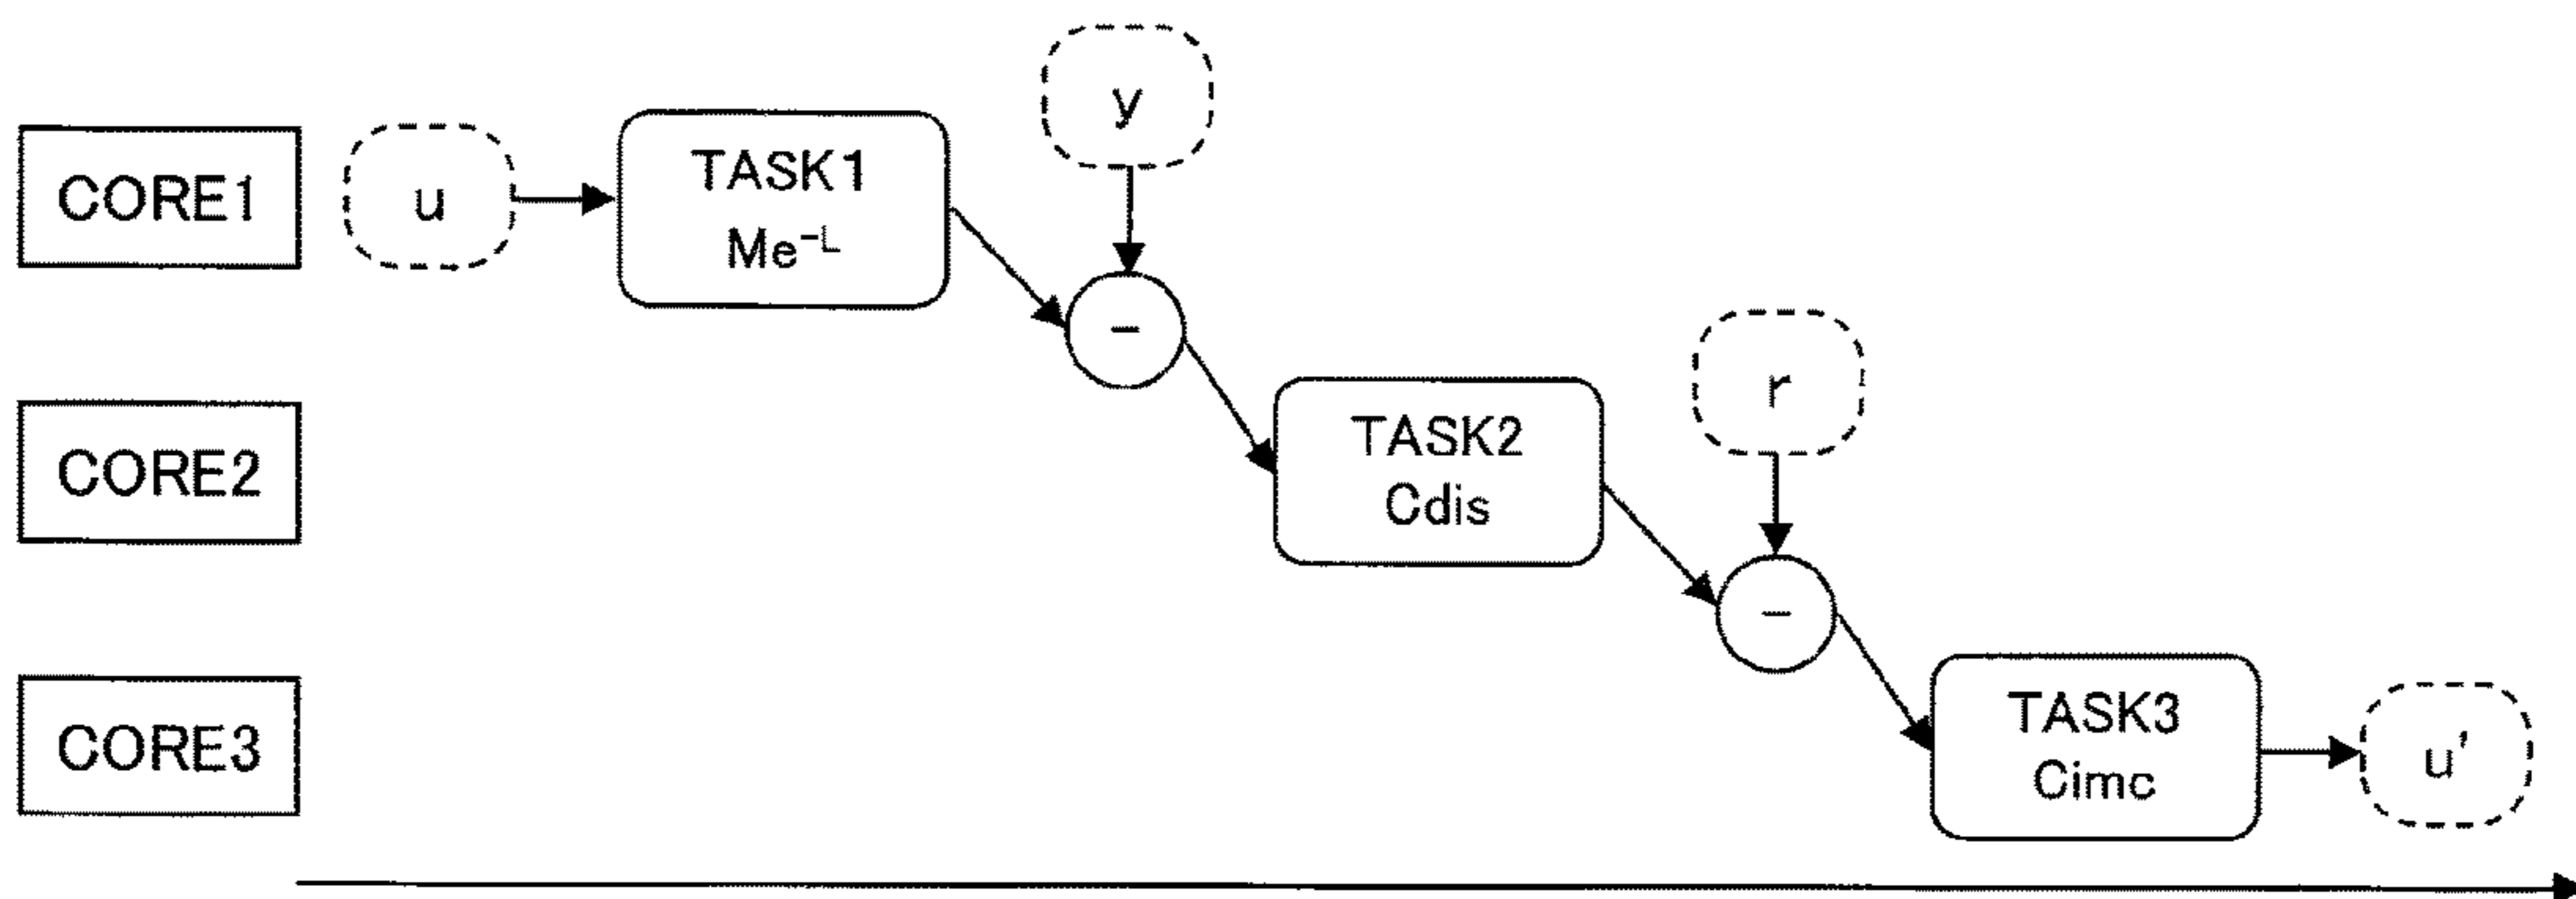 y
CORE1
u
TASK1
Me⁻ᴸ
-
r
CORE2
TASK2
Cdis
-
CORE3
TASK3
Cimc
u'